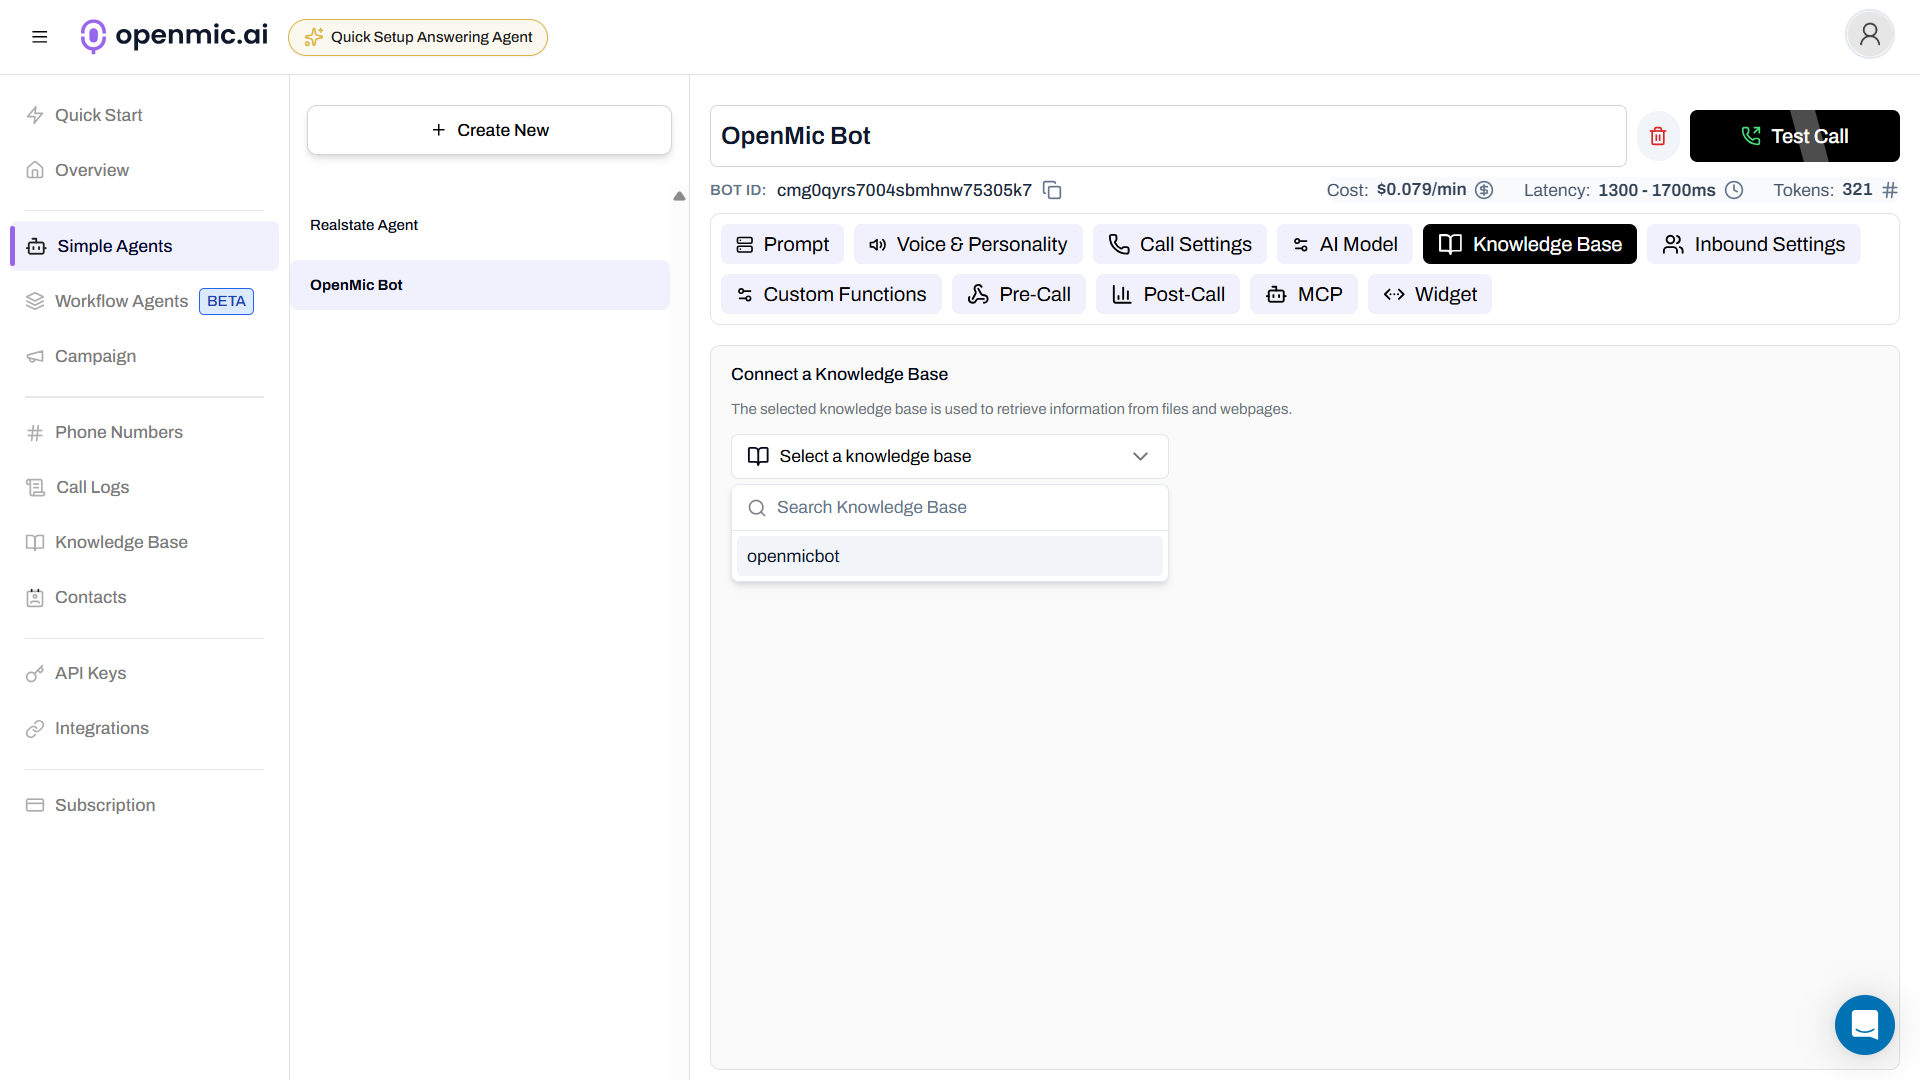 openmic.ai
Quick Setup Answering Agent
Quick Start
Overview
Simple Agents
Workflow Agents BETA
Campaign
Phone Numbers
Call Logs
Knowledge Base
Contacts
API Keys
Integrations
Subscription
Create New
Realstate Agent
OpenMic Bot
OpenMic Bot
Test Call
BOT ID: cmg0qyrs7004sbmhnw75305k7
Cost: $0.079/min Latency: 1300 - 1700ms Tokens: 321
Prompt Voice & Personality Call Settings AI Model Knowledge Base Inbound Settings
Custom Functions Pre-Call Post-Call MCP Widget
Connect a Knowledge Base
The selected knowledge base is used to retrieve information from files and webpages.
Select a knowledge base
Search Knowledge Base
openmicbot